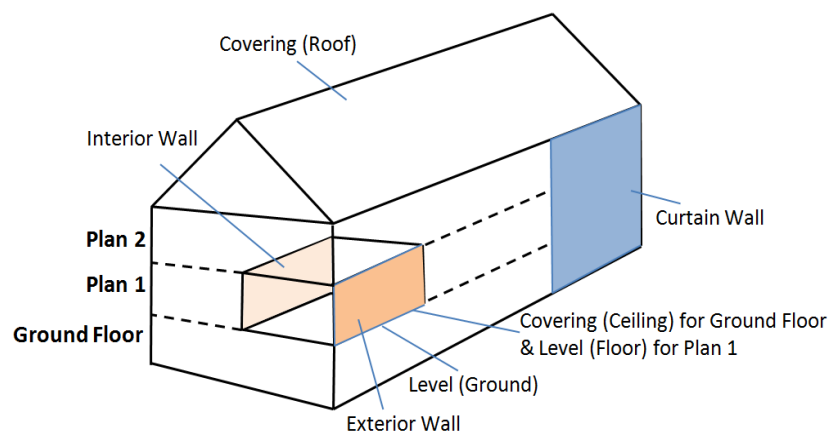 Covering (Roof)
Interior Wall
Curtain Wall
Plan 2
Plan 1
Ground Floor
Covering (Ceiling) for Ground Floor
& Level (Floor) for Plan 1
Level (Ground)
Exterior Wall